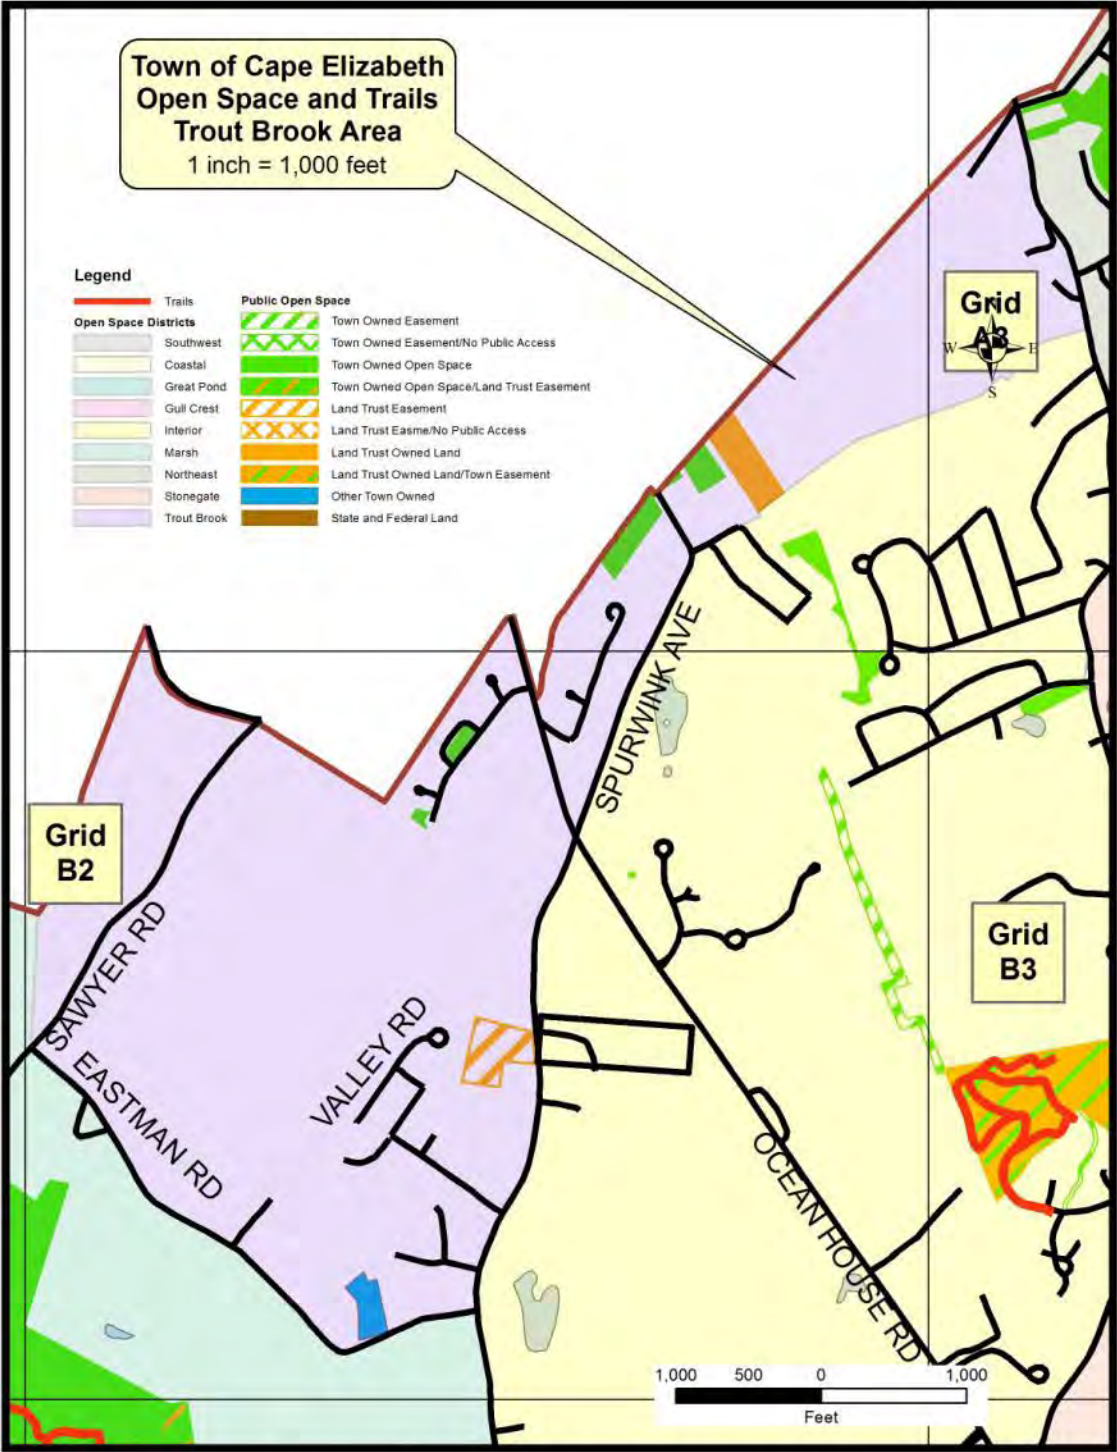 Town of Cape Elizabeth
Open Space and Trails
Trout Brook Area
1 inch = 1,000 feet
Legend
Trails
Open Space Districts
Southwest
Coastal
Great Pond
Gull Crest
Interior
Marsh
Northeast
Stonegate
Trout Brook
Public Open Space
Town Owned Easement
Town Owned Easement/No Public Access
Town Owned Open Space
Town Owned Open Space/Land Trust Easement
Land Trust Easement
Land Trust Easme/No Public Access
Land Trust Owned Land
Land Trust Owned Land/Town Easement
Other Town Owned
State and Federal Land
Grid
A3
N
W E
S
SPURWINK AVE
Grid
B2
Grid
B3
SAWYER RD
S
EASTMAN RD
VALLEY RD
OCEAN HOUSE RD
1,000 500 0 1,000
Feet